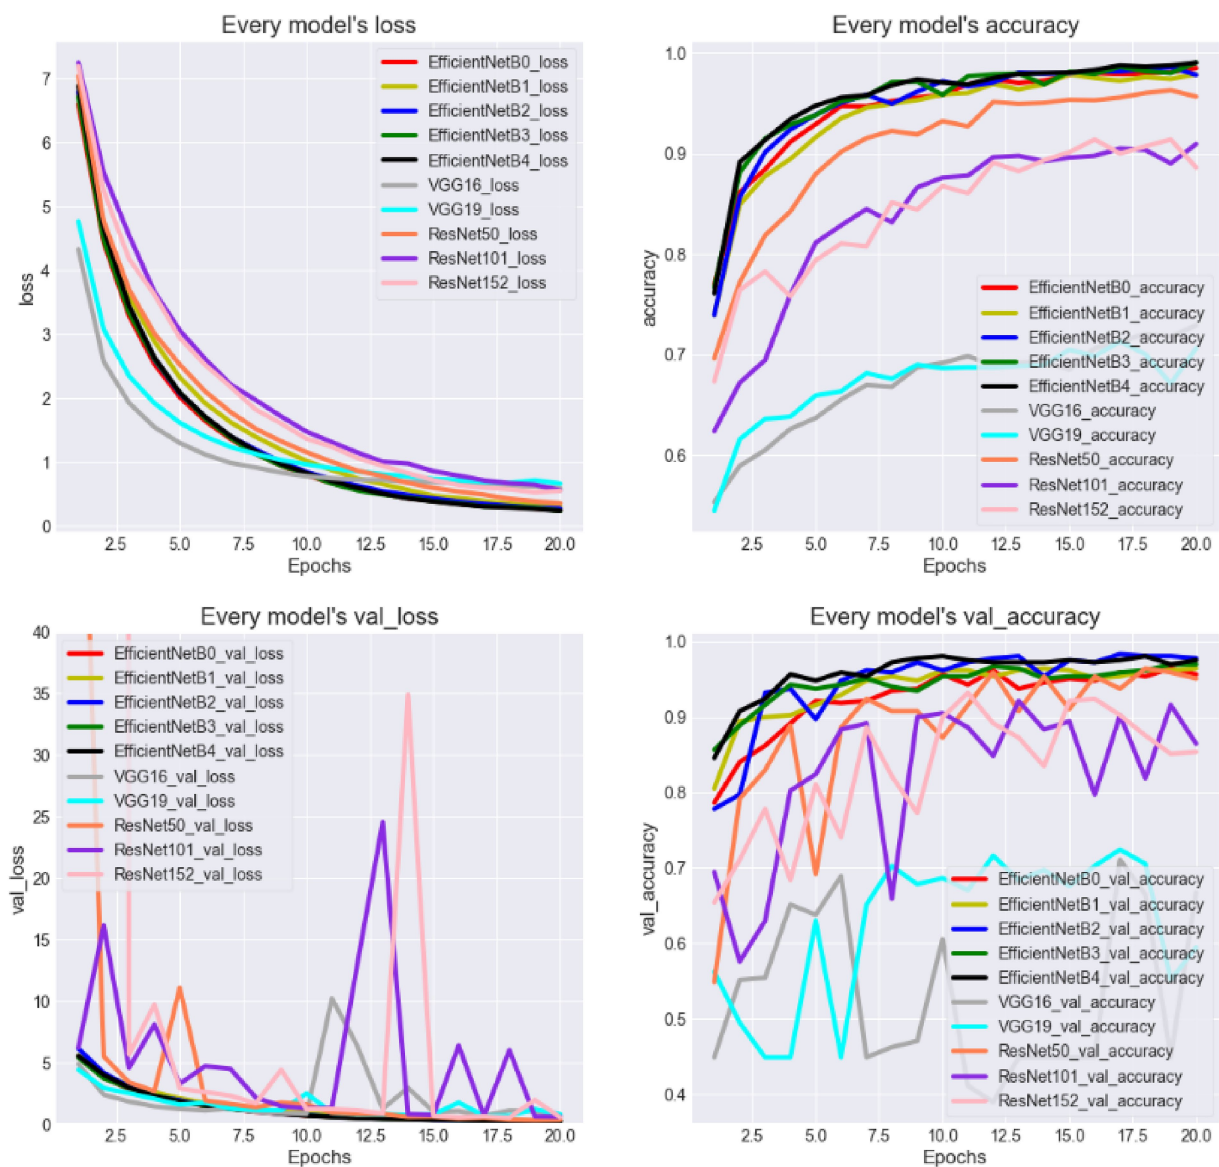 Every model's loss
7
6
5
4
3
2
1
0
loss
EfficientNetB0_loss
EfficientNetB1_loss
EfficientNetB2_loss
EfficientNetB3_loss
EfficientNetB4_loss
VGG16_loss
VGG19_loss
ResNet50_loss
ResNet101_loss
ResNet152_loss
2.5 5.0 7.5 10.0 12.5 15.0 17.5 20.0
Epochs
Every model's accuracy
1.0
0.9
0.8
0.7
0.6
accuracy
EfficientNetB0_accuracy
EfficientNetB1_accuracy
EfficientNetB2_accuracy
EfficientNetB3_accuracy
EfficientNetB4_accuracy
VGG16_accuracy
VGG19_accuracy
ResNet50_accuracy
ResNet101_accuracy
ResNet152_accuracy
2.5 5.0 7.5 10.0 12.5 15.0 17.5 20.0
Epochs
Every model's val_loss
40
35
30
25
20
15
10
5
0
val_loss
EfficientNetB0_val_loss
EfficientNetB1_val_loss
EfficientNetB2_val_loss
EfficientNetB3_val_loss
EfficientNetB4_val_loss
VGG16_val_loss
VGG19_val_loss
ResNet50_val_loss
ResNet101_val_loss
ResNet152_val_loss
2.5 5.0 7.5 10.0 12.5 15.0 17.5 20.0
Epochs
Every model's val_accuracy
1.0
0.9
0.8
0.7
0.6
0.5
0.4
val_accuracy
EfficientNetB0_val_accuracy
EfficientNetB1_val_accuracy
EfficientNetB2_val_accuracy
EfficientNetB3_val_accuracy
EfficientNetB4_val_accuracy
VGG16_val_accuracy
VGG19_val_accuracy
ResNet50_val_accuracy
ResNet101_val_accuracy
ResNet152_val_accuracy
2.5 5.0 7.5 10.0 12.5 15.0 17.5 20.0
Epochs